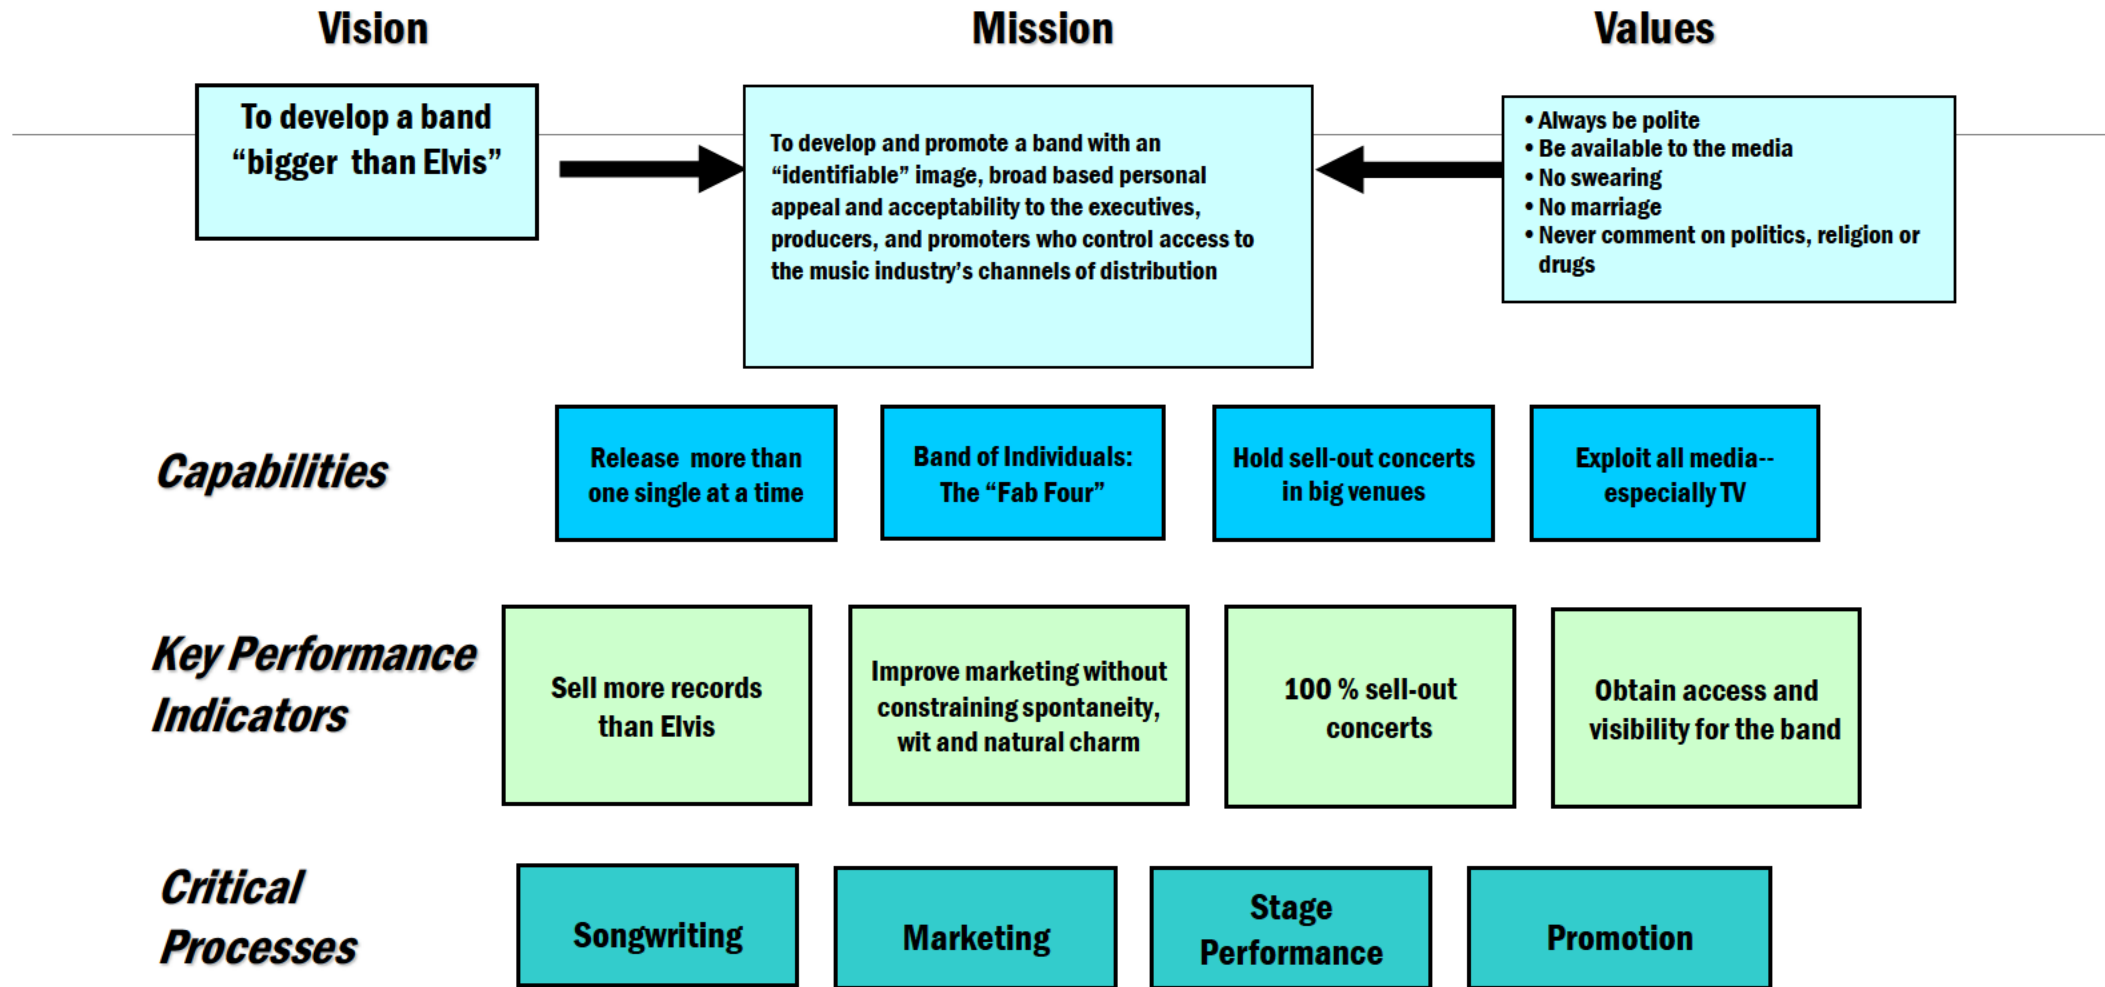 Vision
Mission
Values
To develop a band
“bigger than Elvis”
To develop and promote a band with an
“identifiable” image, broad based personal
appeal and acceptability to the executives,
producers, and promoters who control access to
the music industry’s channels of distribution
• Always be polite
• Be available to the media
• No swearing
• No marriage
• Never comment on politics, religion or
drugs
Capabilities
Release more than
one single at a time
Band of Individuals:
The “Fab Four”
Hold sell-out concerts
in big venues
Exploit all media--
especially TV
Key Performance
Indicators
Sell more records
than Elvis
Improve marketing without
constraining spontaneity,
wit and natural charm
100 % sell-out
concerts
Obtain access and
visibility for the band
Critical
Processes
Songwriting
Marketing
Stage
Performance
Promotion